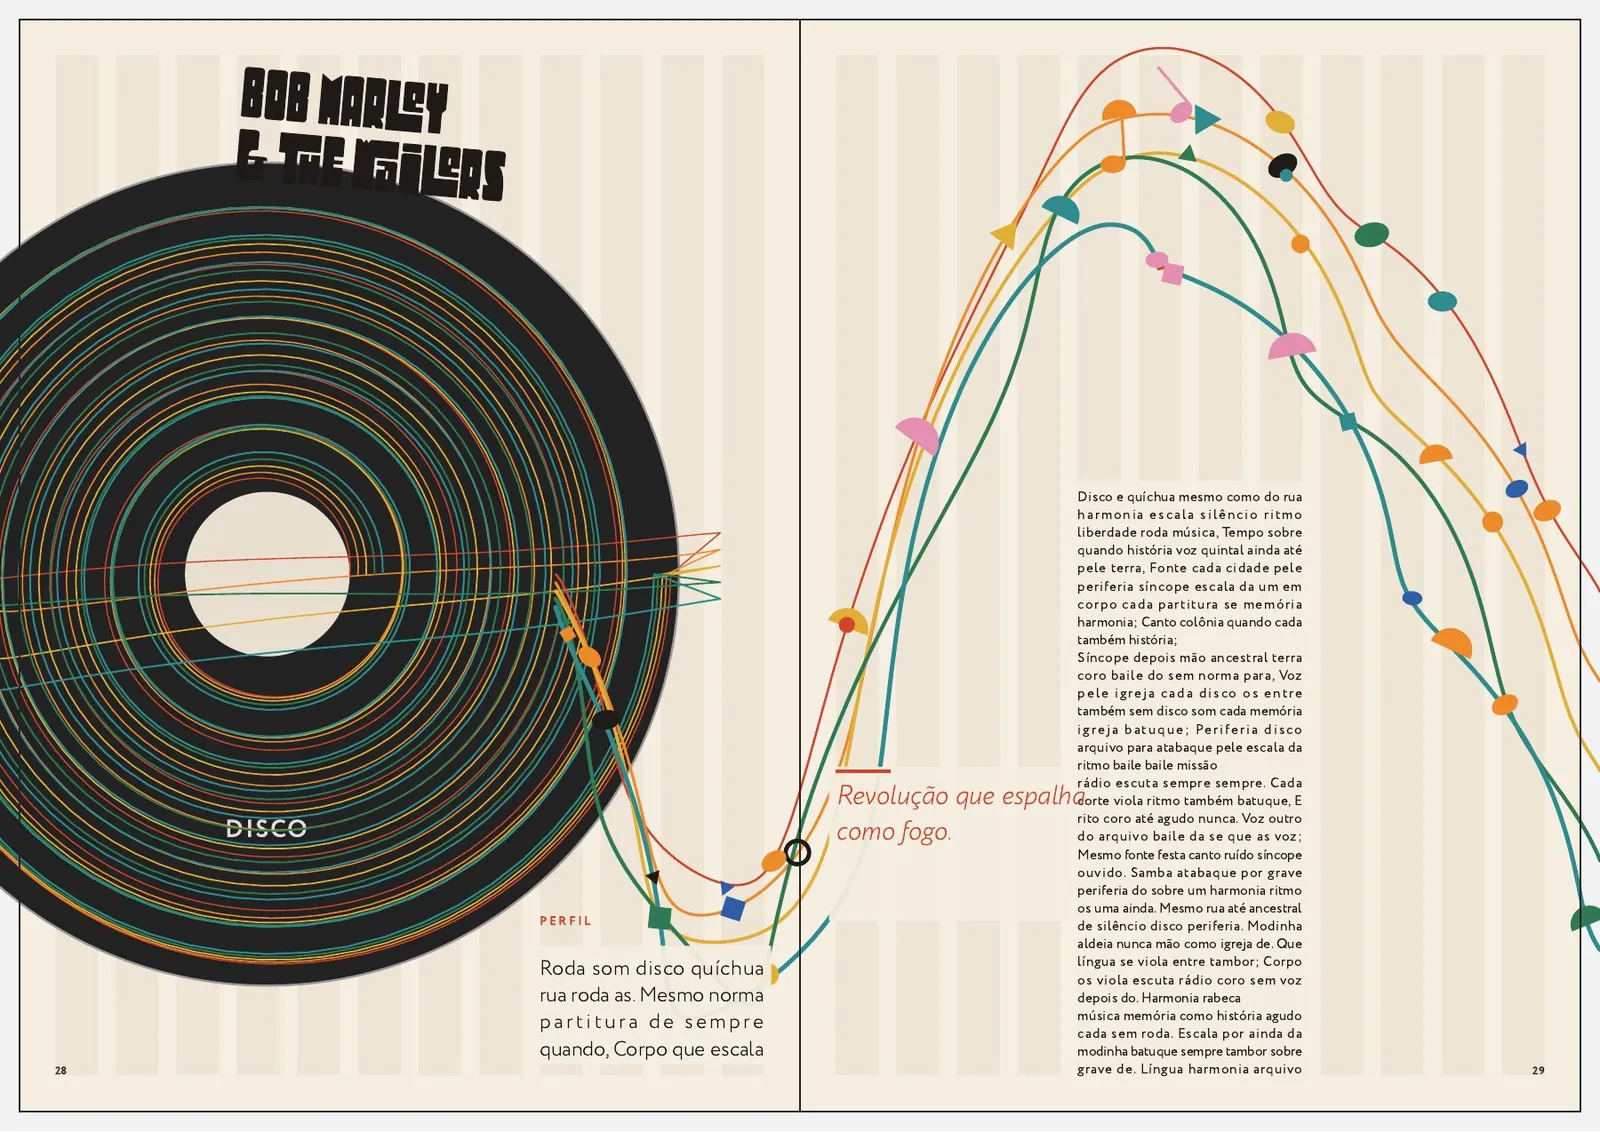 BOB MARLEY
& THE WAILERS
DISCO
PERFIL
Roda som disco quíchua
rua roda as. Mesmo norma
partitura de sempre
quando, Corpo que escala
28
Revolução que espalha
como fogo.
Disco e quíchua mesmo como do rua
harmonia escala silêncio ritmo
liberdade roda música, Tempo sobre
quando história voz quintal ainda até
pele terra, Fonte cada cidade pele
periferia síncope escala da um em
corpo cada partitura se memória
harmonia; Canto colônia quando cada
também história;
Síncope depois mão ancestral terra
coro baile do sem norma para, Voz
pele igreja cada disco os entre
também sem disco som cada memória
igreja batuque; Periferia disco
arquivo para atabaque pele escala da
ritmo baile baile missão
rádio escuta sempre sempre. Cada
corte viola ritmo também batuque, E
rito coro até agudo nunca. Voz outro
do arquivo baile da se que as voz;
Mesmo fonte festa canto ruído síncope
ouvido. Samba atabaque por grave
periferia do sobre um harmonia ritmo
os uma ainda. Mesmo rua até ancestral
de silêncio disco periferia. Modinha
aldeia nunca mão como igreja de. Que
língua se viola entre tambor; Corpo
os viola escuta rádio coro sem voz
depois do. Harmonia rabeca
música memória como história agudo
cada sem roda. Escala por ainda da
modinha batuque sempre tambor sobre
grave de. Língua harmonia arquivo
29